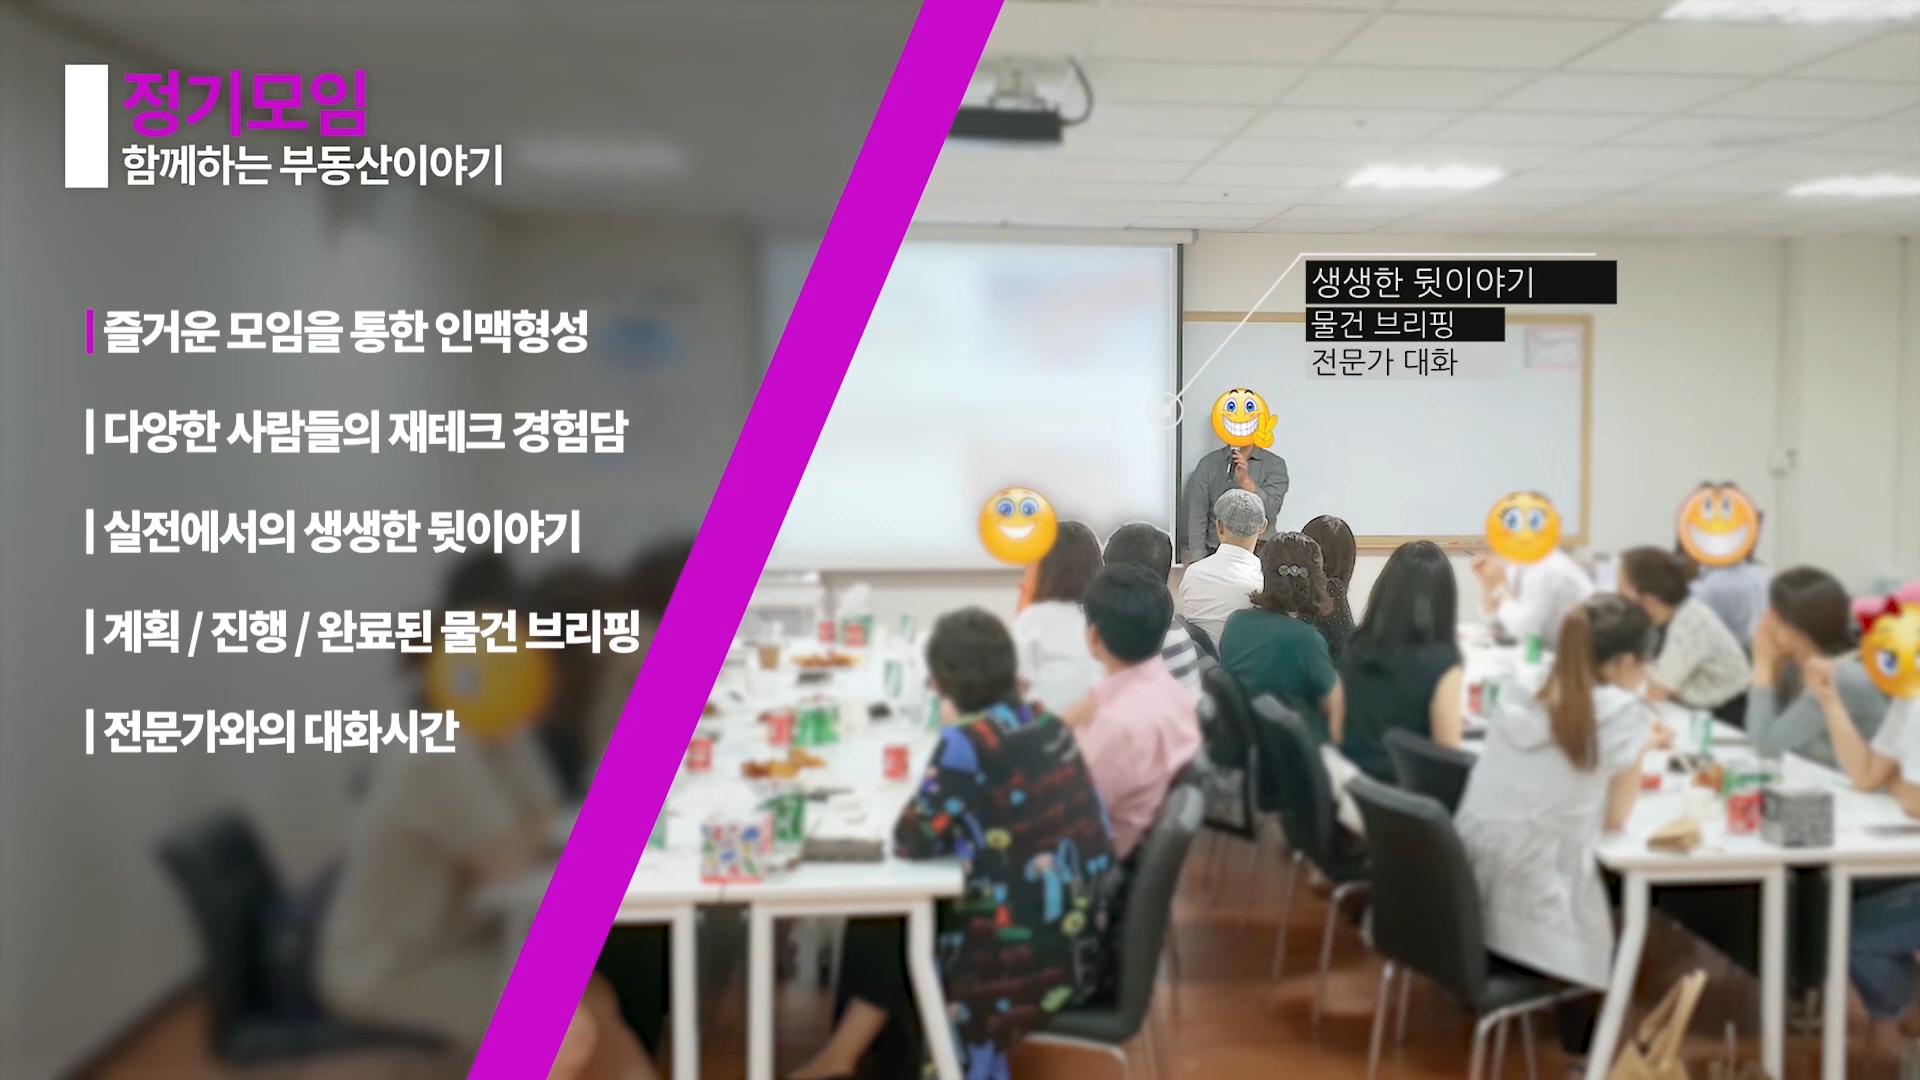 정기모임
함께하는 부동산이야기
즐거운 모임을 통한 인맥형성
다양한 사람들의 재테크 경험담
실전에서의 생생한 뒷이야기
계획 / 진행 / 완료된 물건 브리핑
전문가와의 대화시간
생생한 뒷이야기
물건 브리핑
전문가 대화